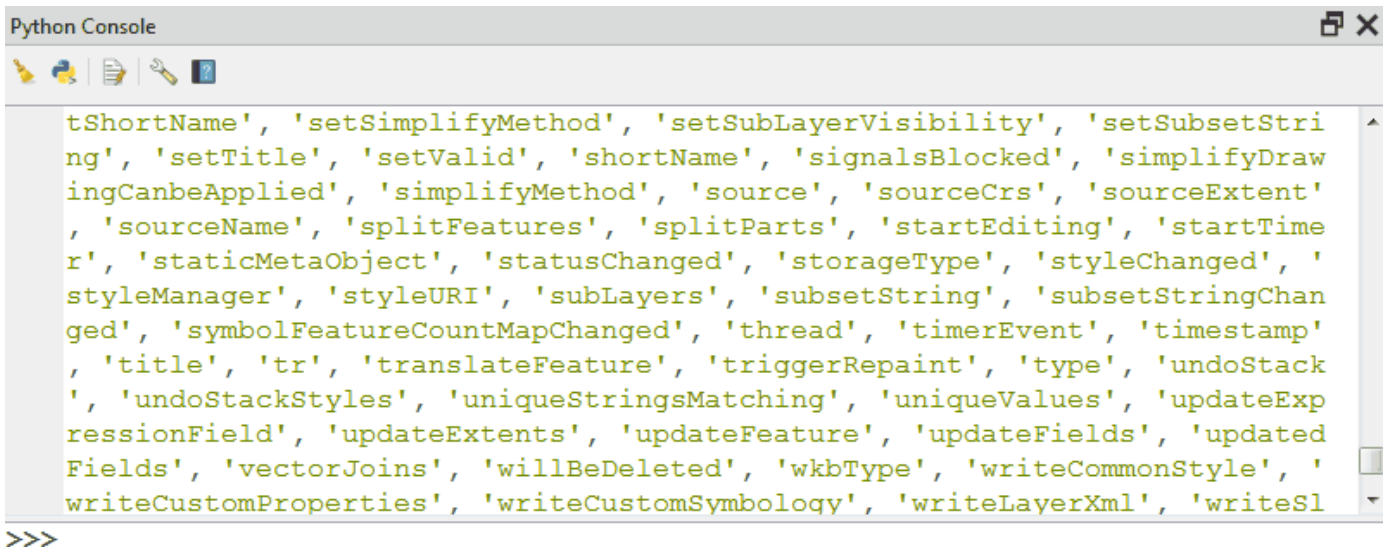 Python Console
tShortName', 'setSimplifyMethod', 'setSubLayerVisibility', 'setSubsetStri
ng', 'setTitle', 'setValid', 'shortName', 'signalsBlocked', 'simplifyDraw
ingCanbeApplied', 'simplifyMethod', 'source', 'sourceCrs', 'sourceExtent'
, 'sourceName', 'splitFeatures', 'splitParts', 'startEditing', 'startTime
r', 'staticMetaObject', 'statusChanged', 'storageType', 'styleChanged', '
styleManager', 'styleURI', 'subLayers', 'subsetString', 'subsetStringChan
ged', 'symbolFeatureCountMapChanged', 'thread', 'timerEvent', 'timestamp'
, 'title', 'tr', 'translateFeature', 'triggerRepaint', 'type', 'undoStack
', 'undoStackStyles', 'uniqueStringsMatching', 'uniqueValues', 'updateExp
ressionField', 'updateExtents', 'updateFeature', 'updateFields', 'updated
Fields', 'vectorJoins', 'willBeDeleted', 'wkbType', 'writeCommonStyle', '
writeCustomProperties', 'writeCustomSymbology', 'writeLayerXml', 'writeSl
>>>